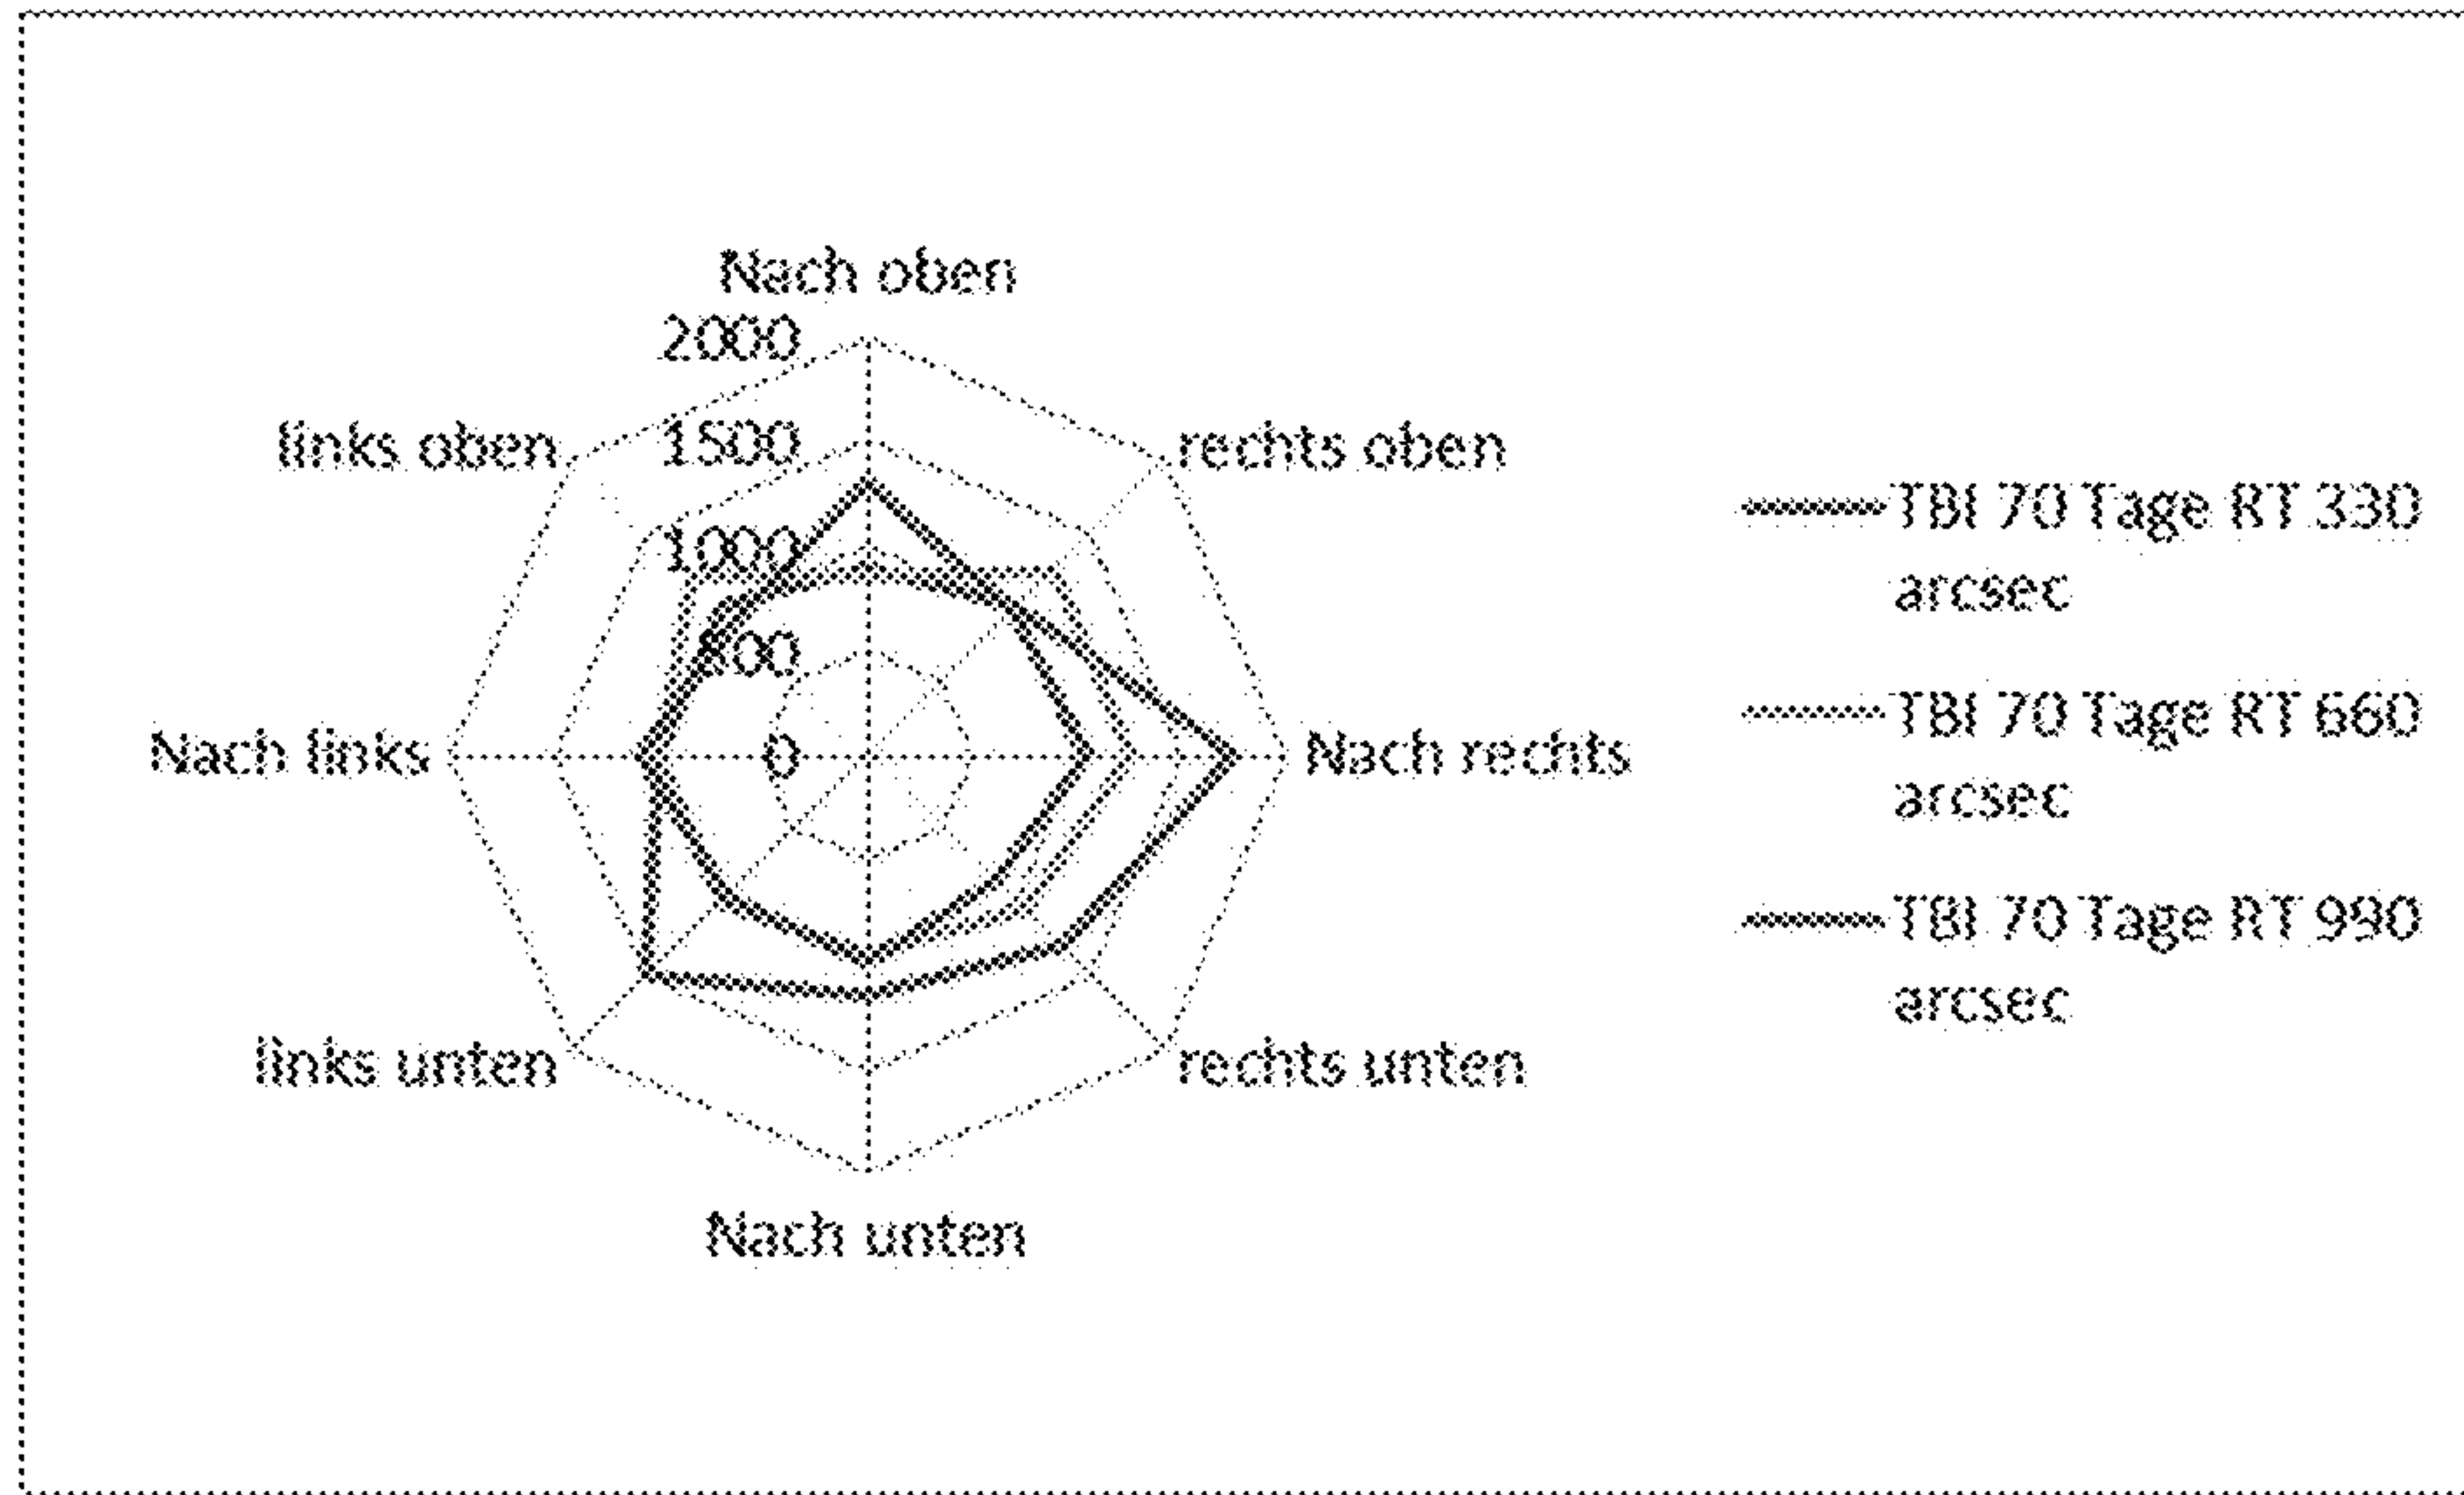 Nach oben
2000
links oben
1500
rechts oben
1000
500
Nach links
0
Nach rechts
links unten
rechts unten
Nach unten
TBI 70 Tage RT 330
arcsec
TBI 70 Tage RT 660
arcsec
TBI 70 Tage RT 990
arcsec